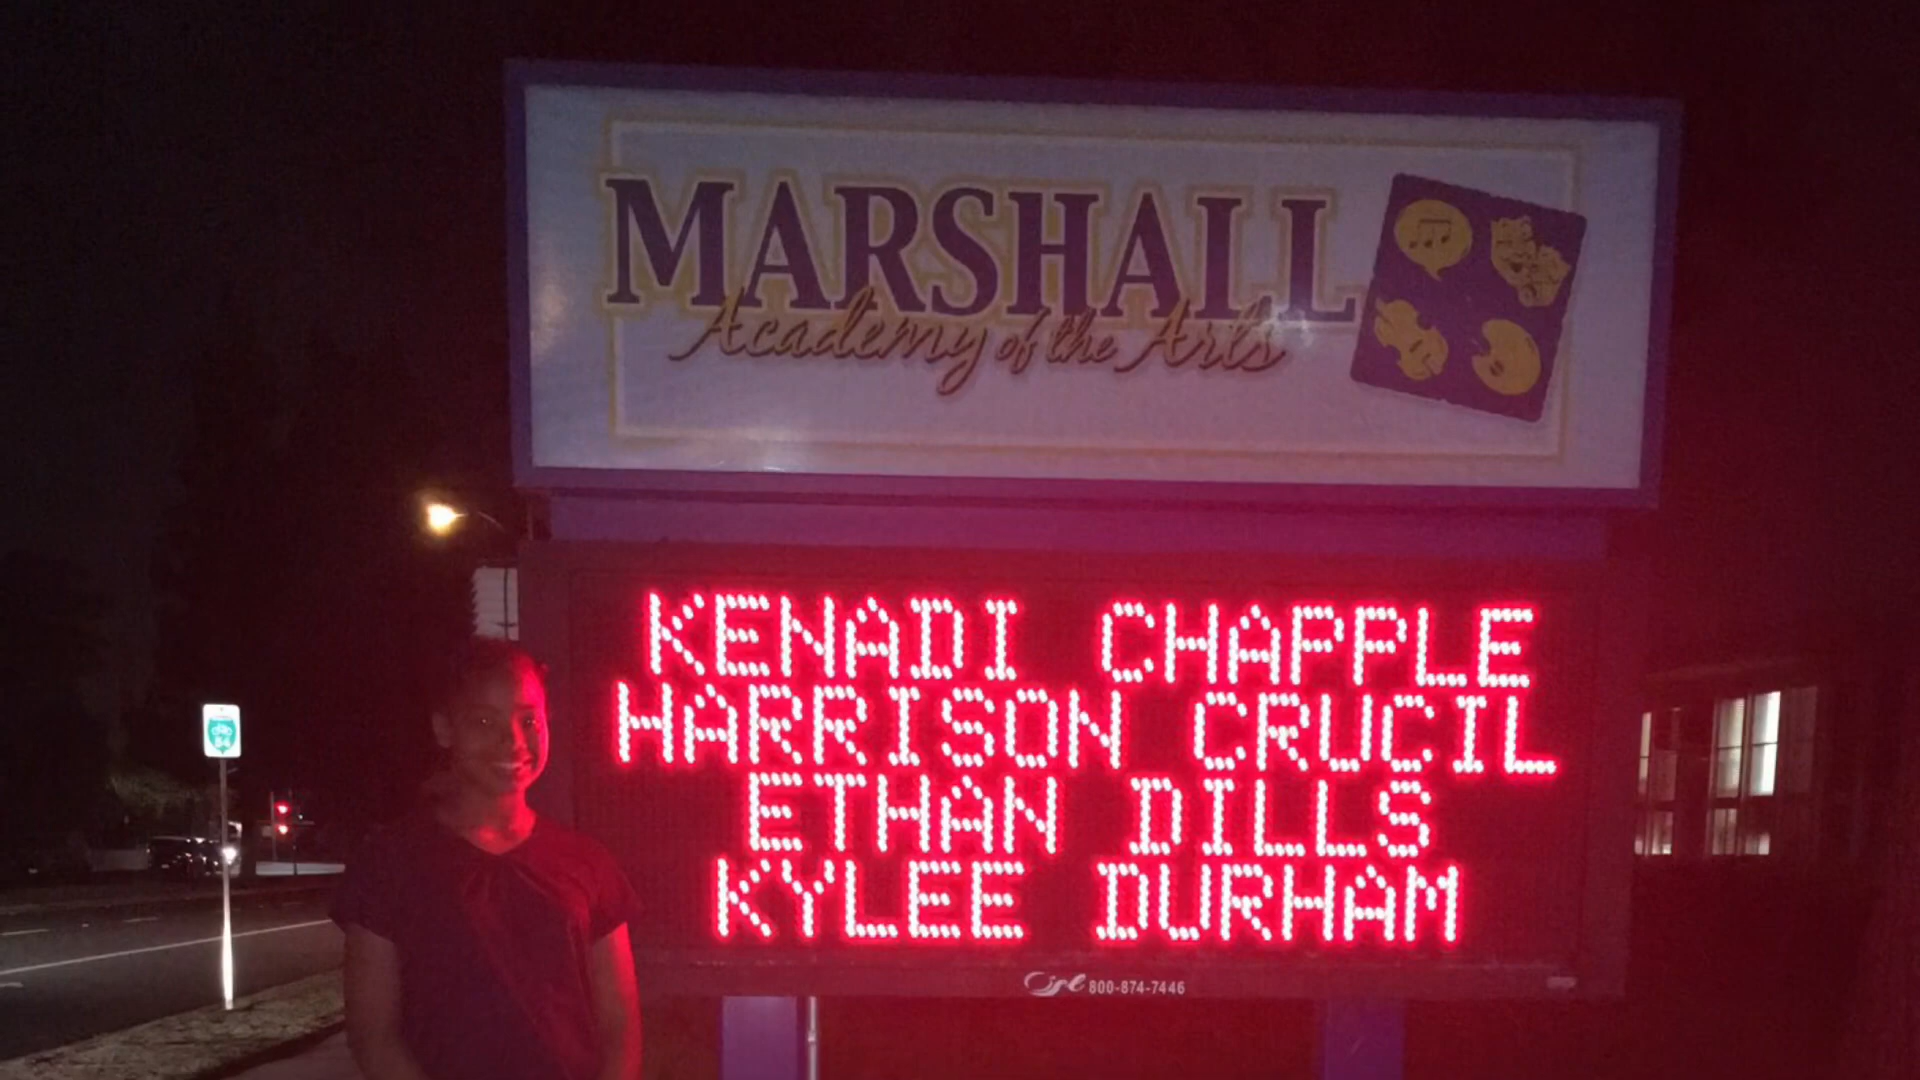 MARSHALL
Academy of the Arts
KENADI CHAPPLE
HARRISON CRUCIL
ETHAN DILLS
KYLEE DURHAM
800-874-7446